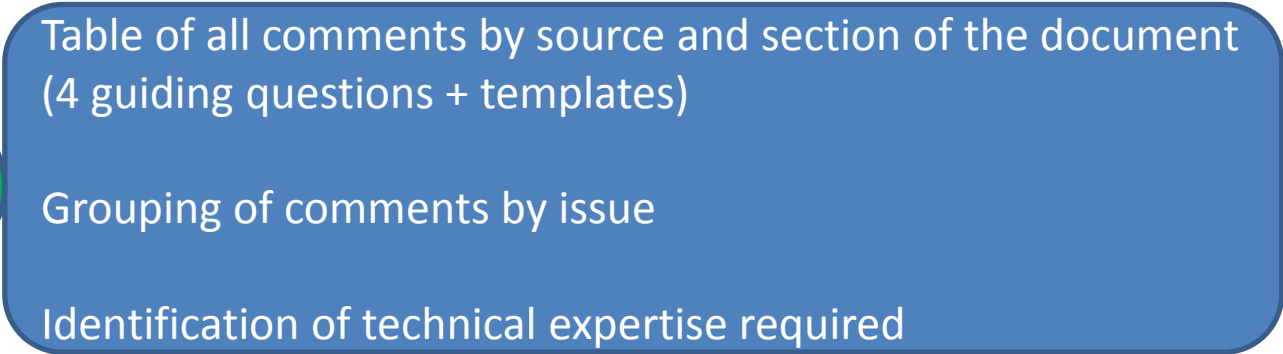 Table of all comments by source and section of the document
(4 guiding questions + templates)
Grouping of comments by issue
Identification of technical expertise required